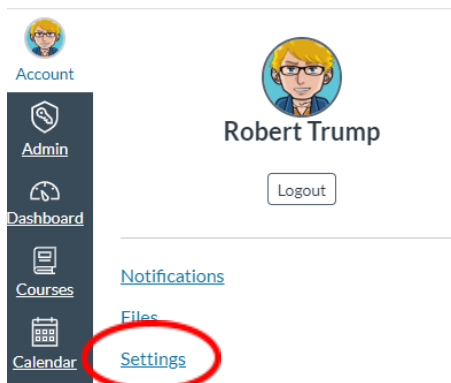 Account
Admin
Dashboard
Courses
Calendar
Robert Trump
Logout
Notifications
Files
Settings